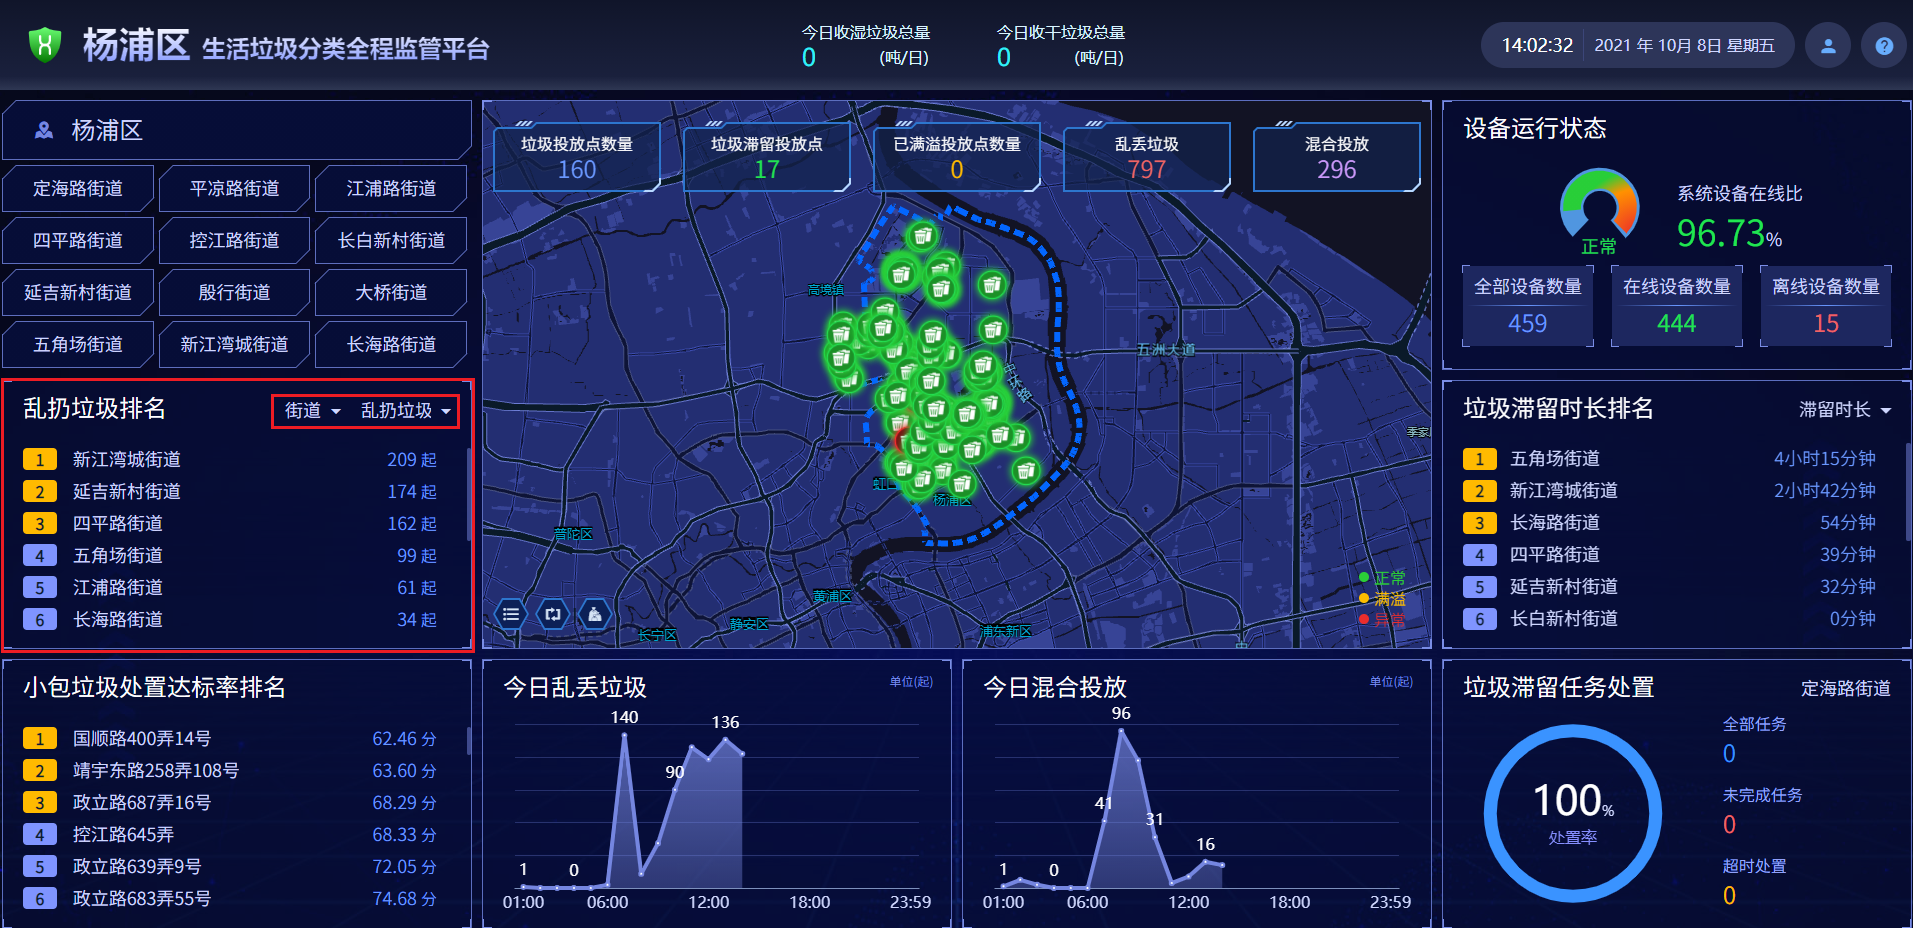 杨浦区 生活垃圾分类全程监管平台
今日收湿垃圾总量
0 (吨/日)
今日收干垃圾总量
0 (吨/日)
14:02:32 2021 年 10月 8日 星期五
杨浦区
定海路街道 平凉路街道 江浦路街道
四平路街道 控江路街道 长白新村街道
延吉新村街道 殷行街道 大桥街道
五角场街道 新江湾城街道 长海路街道
乱扔垃圾排名 街道 乱扔垃圾
1 新江湾城街道 209 起
2 延吉新村街道 174 起
3 四平路街道 162 起
4 五角场街道 99 起
5 江浦路街道 61 起
6 长海路街道 34 起
小包垃圾处置达标率排名
1 国顺路400弄14号 62.46 分
2 靖宇东路258弄108号 63.60 分
3 政立路687弄16号 68.29 分
4 控江路645弄 68.33 分
5 政立路639弄9号 72.05 分
6 政立路683弄55号 74.68 分
垃圾投放点数量
160
垃圾滞留投放点
17
已满溢投放点数量
0
乱丢垃圾
797
混合投放
296
高境镇
五洲大道
中环路
虹口
杨浦区
普陀区
黄浦区
静安区
长宁区
浦东新区
正常
满溢
异常
今日乱丢垃圾 单位(起)
140
136
90
1
0
01:00 06:00 12:00 18:00 23:59
今日混合投放 单位(起)
96
41
31
16
1
0
01:00 06:00 12:00 18:00 23:59
设备运行状态
正常
系统设备在线比
96.73%
全部设备数量 在线设备数量 离线设备数量
459 444 15
垃圾滞留时长排名 滞留时长
1 五角场街道 4小时15分钟
2 新江湾城街道 2小时42分钟
3 长海路街道 54分钟
4 四平路街道 39分钟
5 延吉新村街道 32分钟
6 长白新村街道 0分钟
垃圾滞留任务处置 定海路街道
100%
处置率
全部任务
0
未完成任务
0
超时处置
0